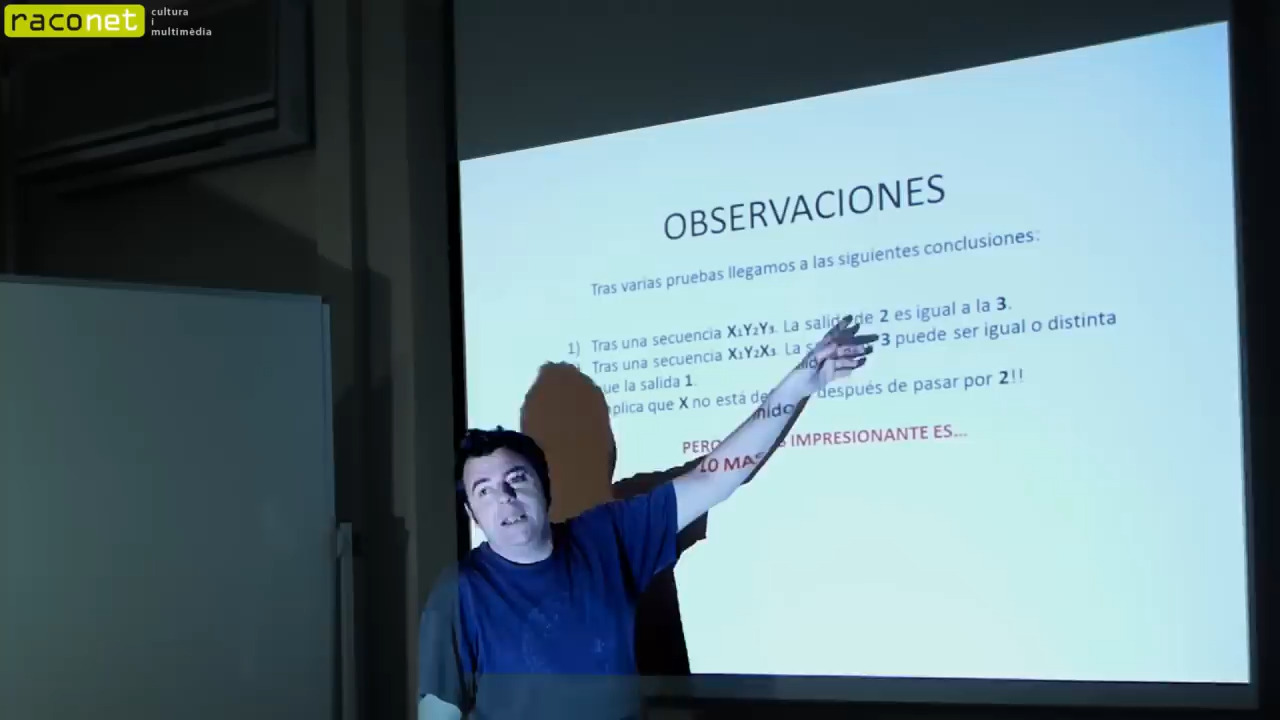 raconet
cultura
i
multimèdia
OBSERVACIONES
Tras varias pruebas llegamos a las siguientes conclusiones:
1) Tras una secuencia X₁Y₂Y₃. La salida de 2 es igual a la 3.
Tras una secuencia X₁Y₂X₃. La 3 puede ser igual o distinta
que la salida 1.
que X no está después de pasar por 2!!
IMPRESIONANTE ES...